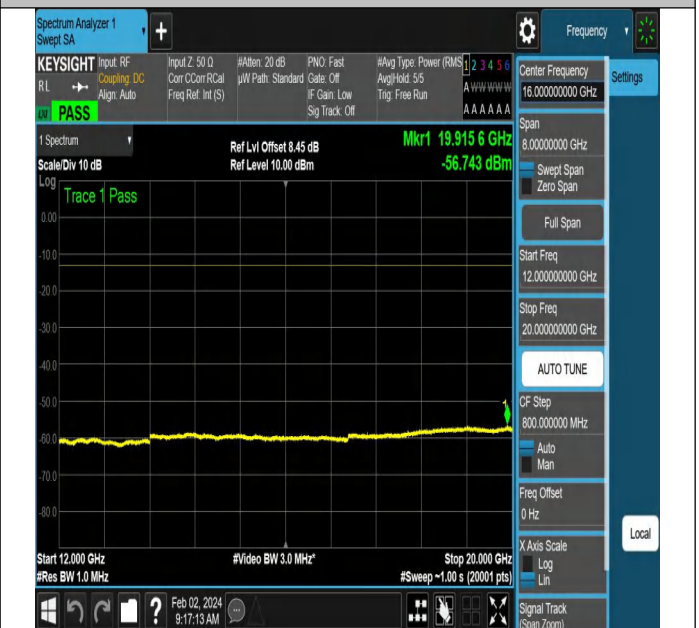 Spectrum Analyzer 1
Swept SA
+
Frequency
KEYSIGHT
RL
PASS
Input: RF
Coupling: DC
Align: Auto
Input Z: 50 Ω
Corr CCorr RCal
Freq Ref: Int (S)
#Atten: 20 dB
µW Path: Standard
PNO: Fast
Gate: Off
IF Gain: Low
Sig Track: Off
#Avg Type: Power (RMS
Avg|Hold: 5/5
Trig: Free Run
1 2 3 4 5 6
A W W W W W
A A A A A A
1 Spectrum
Scale/Div 10 dB
Log
Ref Lvl Offset 8.45 dB
Ref Level 10.00 dBm
Mkr1 19.915 6 GHz
-56.743 dBm
Trace 1 Pass
0.00
-10.0
-20.0
-30.0
-40.0
-50.0
-60.0
-70.0
-80.0
1
Start 12.000 GHz
#Res BW 1.0 MHz
#Video BW 3.0 MHz*
Stop 20.000 GHz
#Sweep ~1.00 s (20001 pts)
?
Feb 02, 2024
9:17:13 AM
Center Frequency
16.000000000 GHz
Settings
Span
8.00000000 GHz
Swept Span
Zero Span
Full Span
Start Freq
12.000000000 GHz
Stop Freq
20.000000000 GHz
AUTO TUNE
CF Step
800.000000 MHz
Auto
Man
Freq Offset
0 Hz
X Axis Scale
Log
Lin
Local
Signal Track
(Span Zoom)